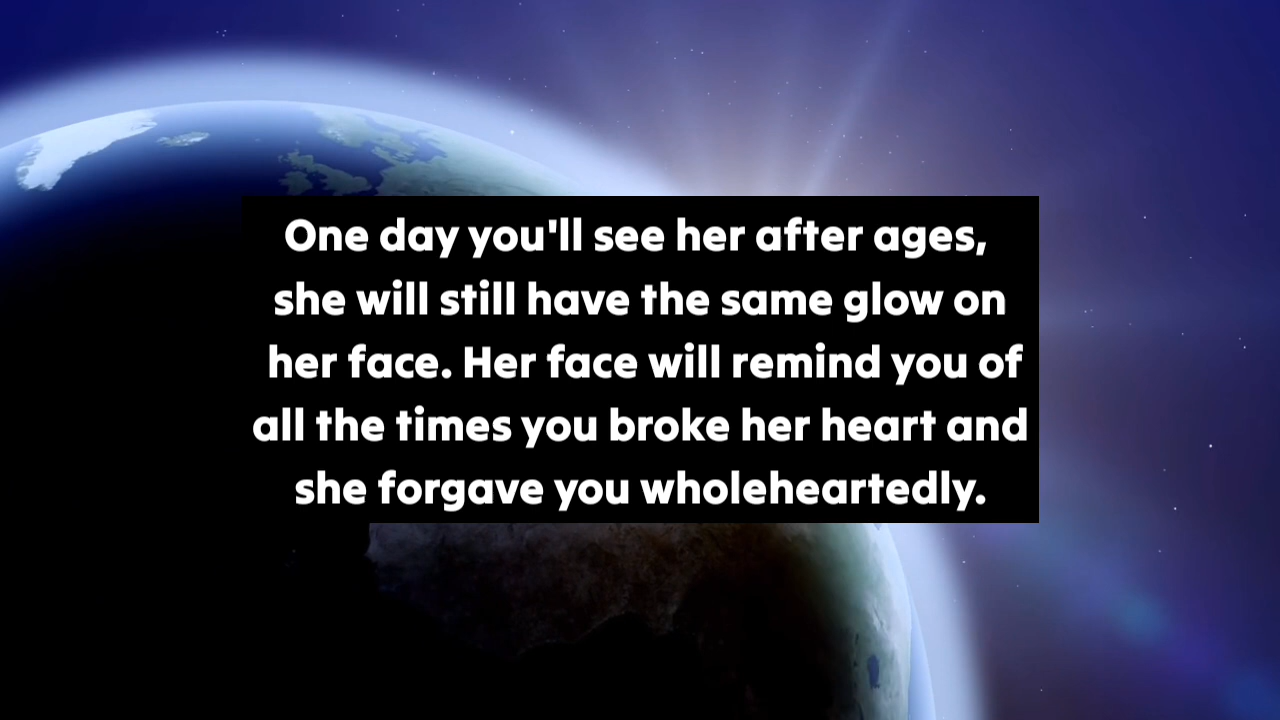 One day you'll see her after ages,
she will still have the same glow on
her face. Her face will remind you of
all the times you broke her heart and
she forgave you wholeheartedly.